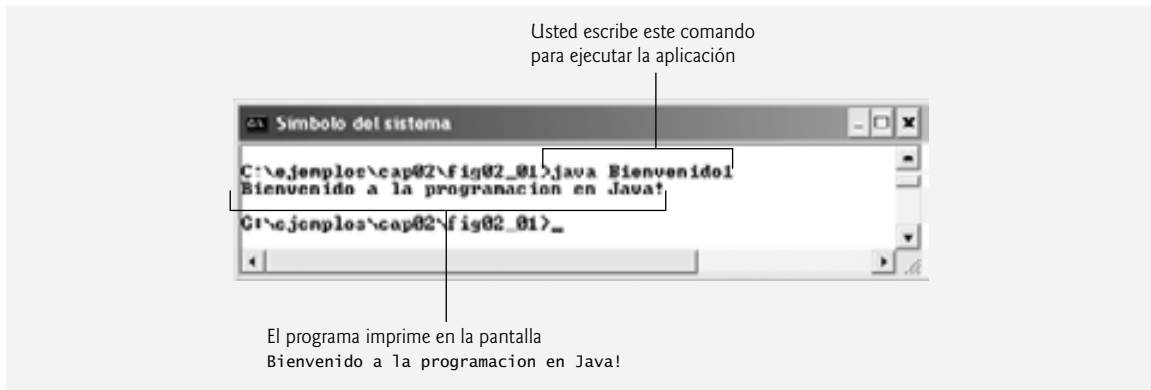 Usted escribe este comando
para ejecutar la aplicación
Símbolo del sistema
C:\ejemplos\cap02\fig02_01>java Bienvenido1
Bienvenido a la programacion en Java!
C:\ejemplos\cap02\fig02_01>_
El programa imprime en la pantalla
Bienvenido a la programacion en Java!